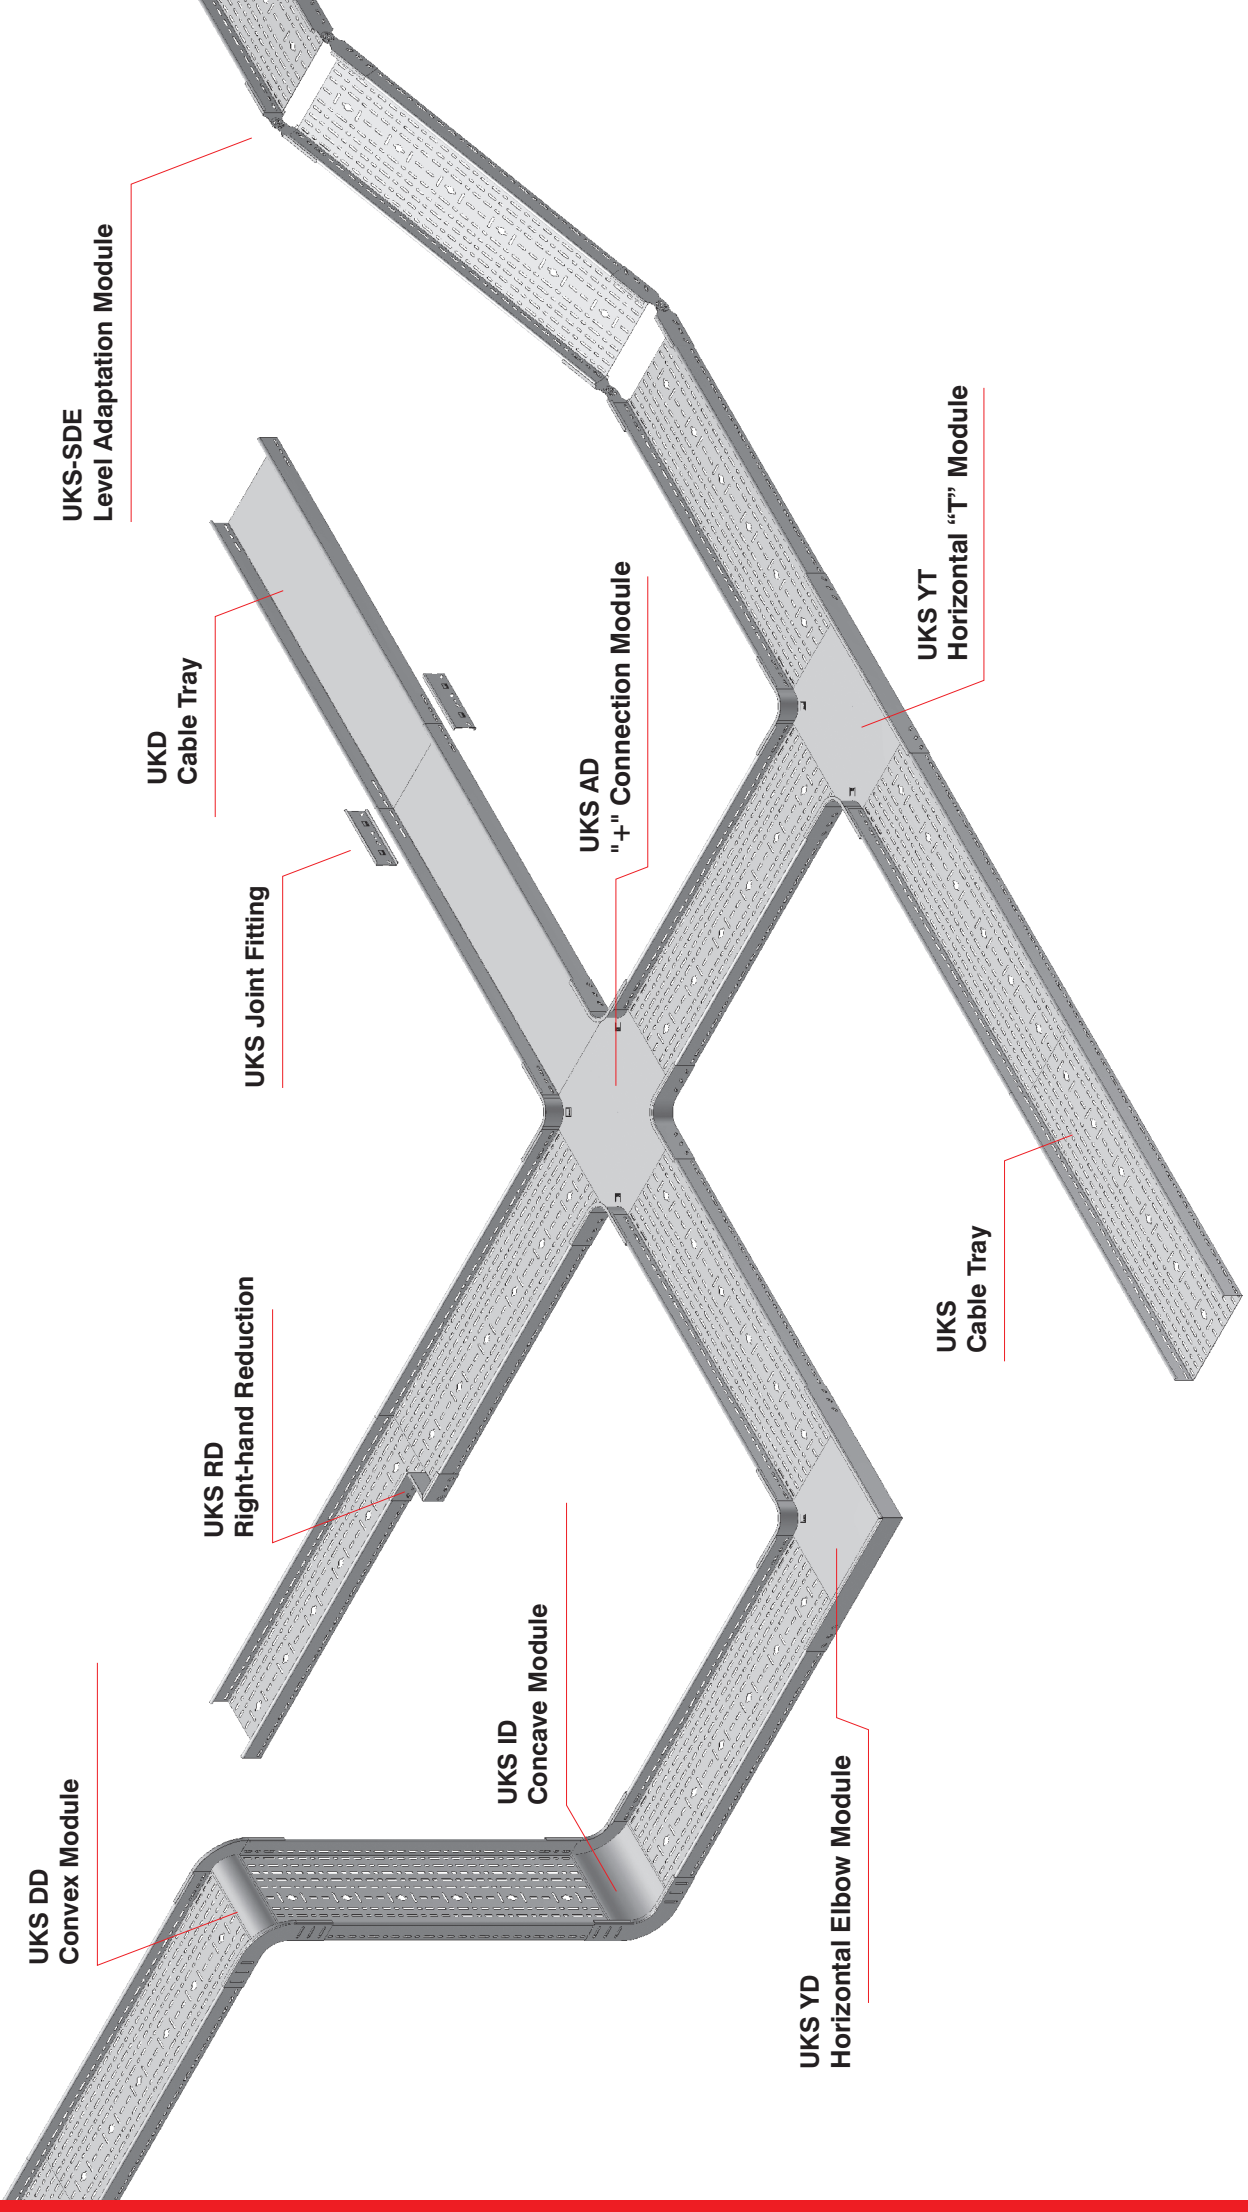 UKS DD
Convex Module
UKS-SDE
Level Adaptation Module
UKD
Cable Tray
UKS RD
Right-hand Reduction
UKS Joint Fitting
UKS ID
Concave Module
UKS AD
"+" Connection Module
UKS YD
Horizontal Elbow Module
UKS YT
Horizontal “T” Module
UKS
Cable Tray